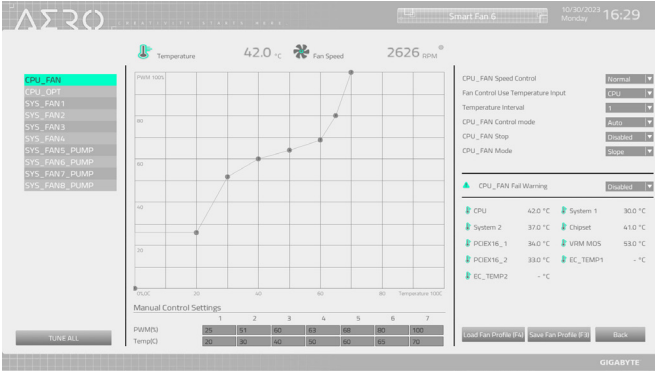 AERO
CREATIVITY STARTS HERE
Smart Fan 6
10/30/2023
Monday
16:29
Temperature 42.0 °C Fan Speed 2626 RPM
CPU_FAN
CPU_OPT
SYS_FAN1
SYS_FAN2
SYS_FAN3
SYS_FAN4
SYS_FAN5_PUMP
SYS_FAN6_PUMP
SYS_FAN7_PUMP
SYS_FAN8_PUMP
TUNE ALL
PWM 100%
80
60
40
20
0%,0C 20 40 60 80 Temperature 100C
Manual Control Settings
1 2 3 4 5 6 7
PWM(%) 25 51 60 63 68 80 100
Temp(C) 20 30 40 50 60 65 70
CPU_FAN Speed Control Normal
Fan Control Use Temperature Input CPU
Temperature Interval 1
CPU_FAN Control mode Auto
CPU_FAN Stop Disabled
CPU_FAN Mode Slope
CPU_FAN Fail Warning Disabled
CPU 42.0 °C System 1 30.0 °C
System 2 37.0 °C Chipset 41.0 °C
PCIEX16_1 34.0 °C VRM MOS 53.0 °C
PCIEX16_2 33.0 °C EC_TEMP1 - °C
EC_TEMP2 - °C
Load Fan Profile (F4) Save Fan Profile (F3) Back
GIGABYTE